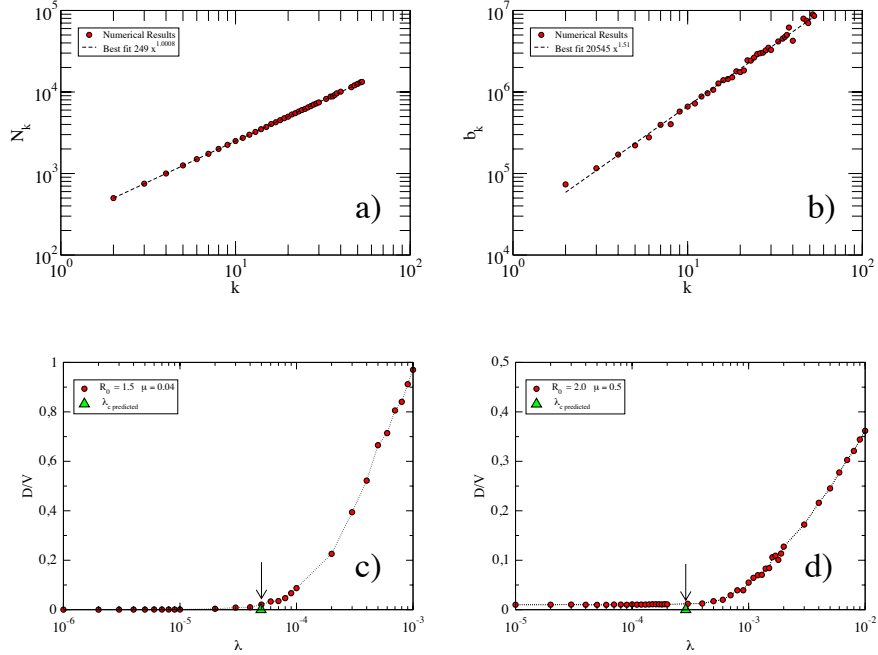 10^5
10^4
10^3
10^2
N_k
Numerical Results
Best fit 249 x^1.0008
a)
10^0
10^1
10^2
k
10^7
10^6
10^5
10^4
b_k
Numerical Results
Best fit 20545 x^1.51
b)
10^0
10^1
10^2
k
1
0,8
0,6
0,4
0,2
0
D/V
R_0 = 1.5 μ = 0.04
λ_c predicted
c)
10^-6
10^-5
10^-4
10^-3
λ
0,5
0,4
0,3
0,2
0,1
0
D/V
R_0 = 2.0 μ = 0.5
λ_c predicted
d)
10^-5
10^-4
10^-3
10^-2
λ